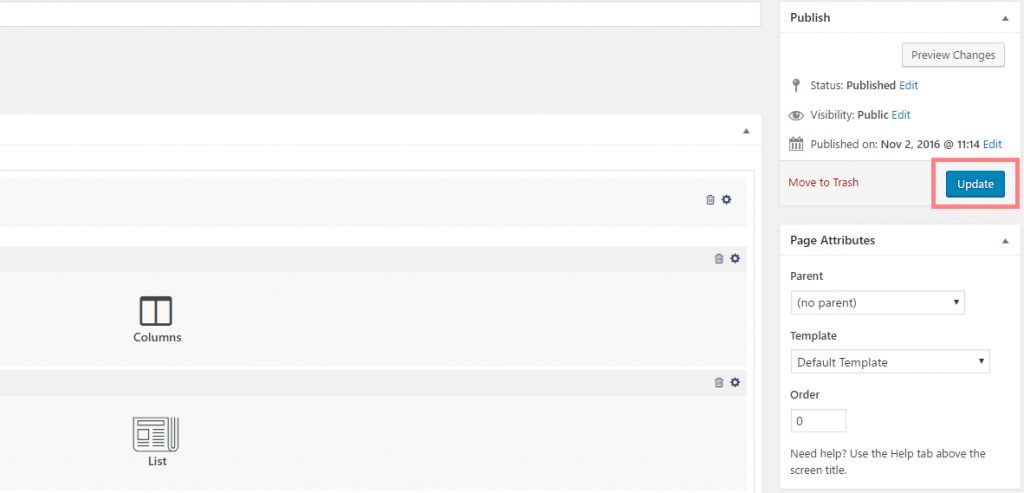 Publish
Preview Changes
Status: Published Edit
Visibility: Public Edit
Published on: Nov 2, 2016 @ 11:14 Edit
Move to Trash
Update
Columns
List
Page Attributes
Parent
(no parent)
Template
Default Template
Order
0
Need help? Use the Help tab above the
screen title.